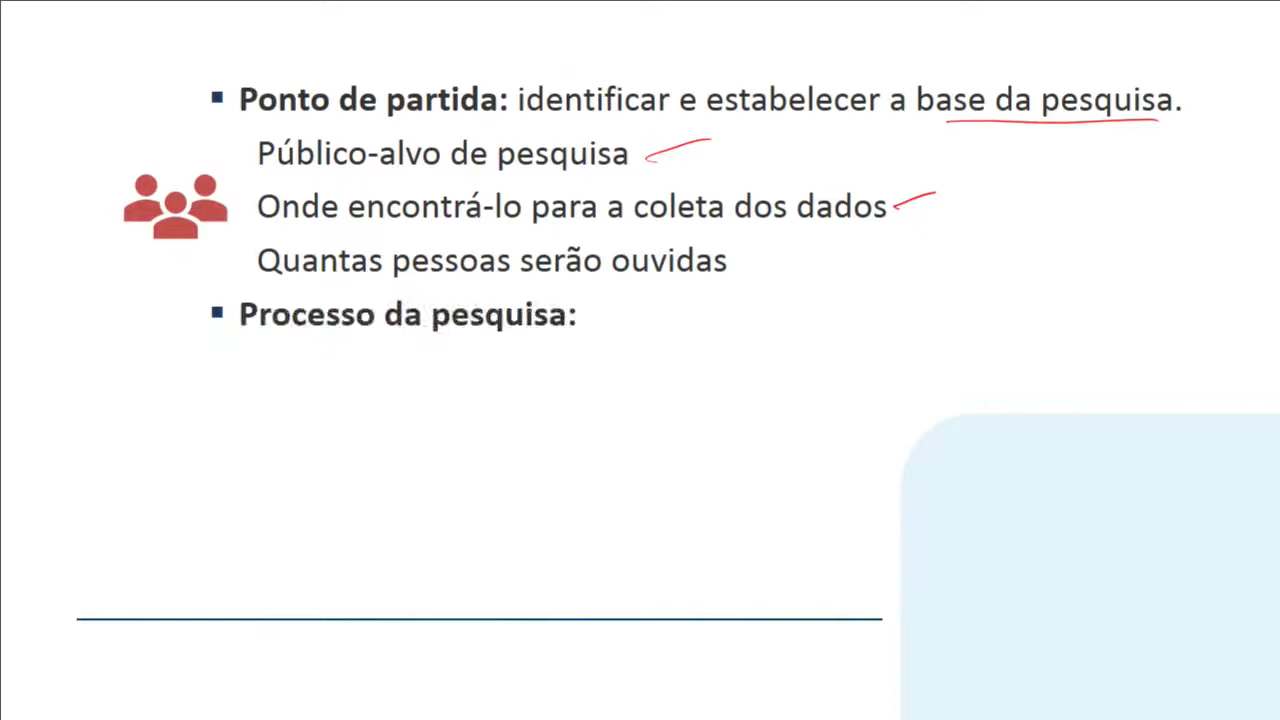 ▪ Ponto de partida: identificar e estabelecer a base da pesquisa.
Público-alvo de pesquisa
Onde encontrá-lo para a coleta dos dados
Quantas pessoas serão ouvidas
▪ Processo da pesquisa: